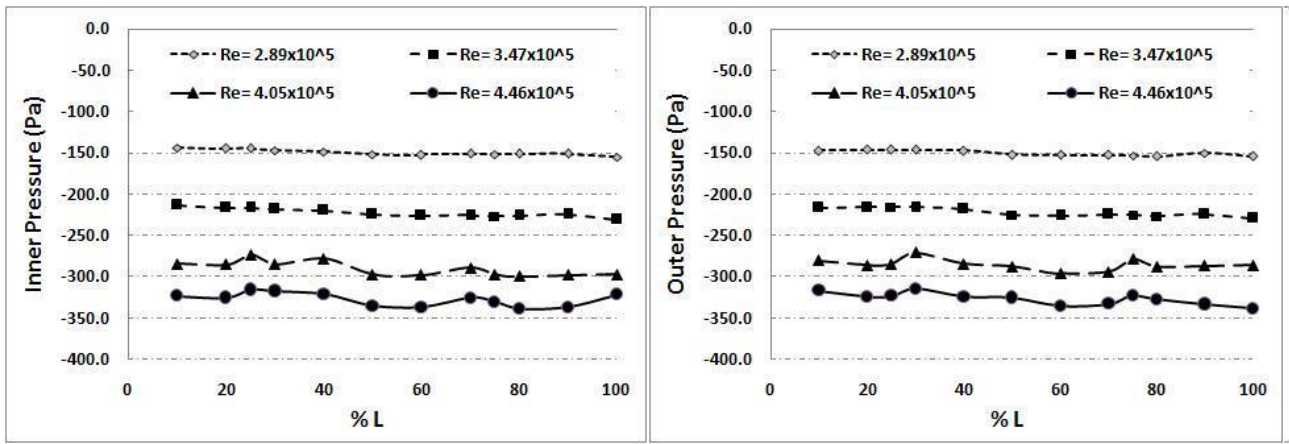 0.0
-50.0
-100.0
-150.0
-200.0
-250.0
-300.0
-350.0
-400.0
Inner Pressure (Pa)
Re= 2.89x10^5
Re= 3.47x10^5
Re= 4.05x10^5
Re= 4.46x10^5
0 20 40 60 80 100
% L
0.0
-50.0
-100.0
-150.0
-200.0
-250.0
-300.0
-350.0
-400.0
Outer Pressure (Pa)
Re= 2.89x10^5
Re= 3.47x10^5
Re= 4.05x10^5
Re= 4.46x10^5
0 20 40 60 80 100
% L